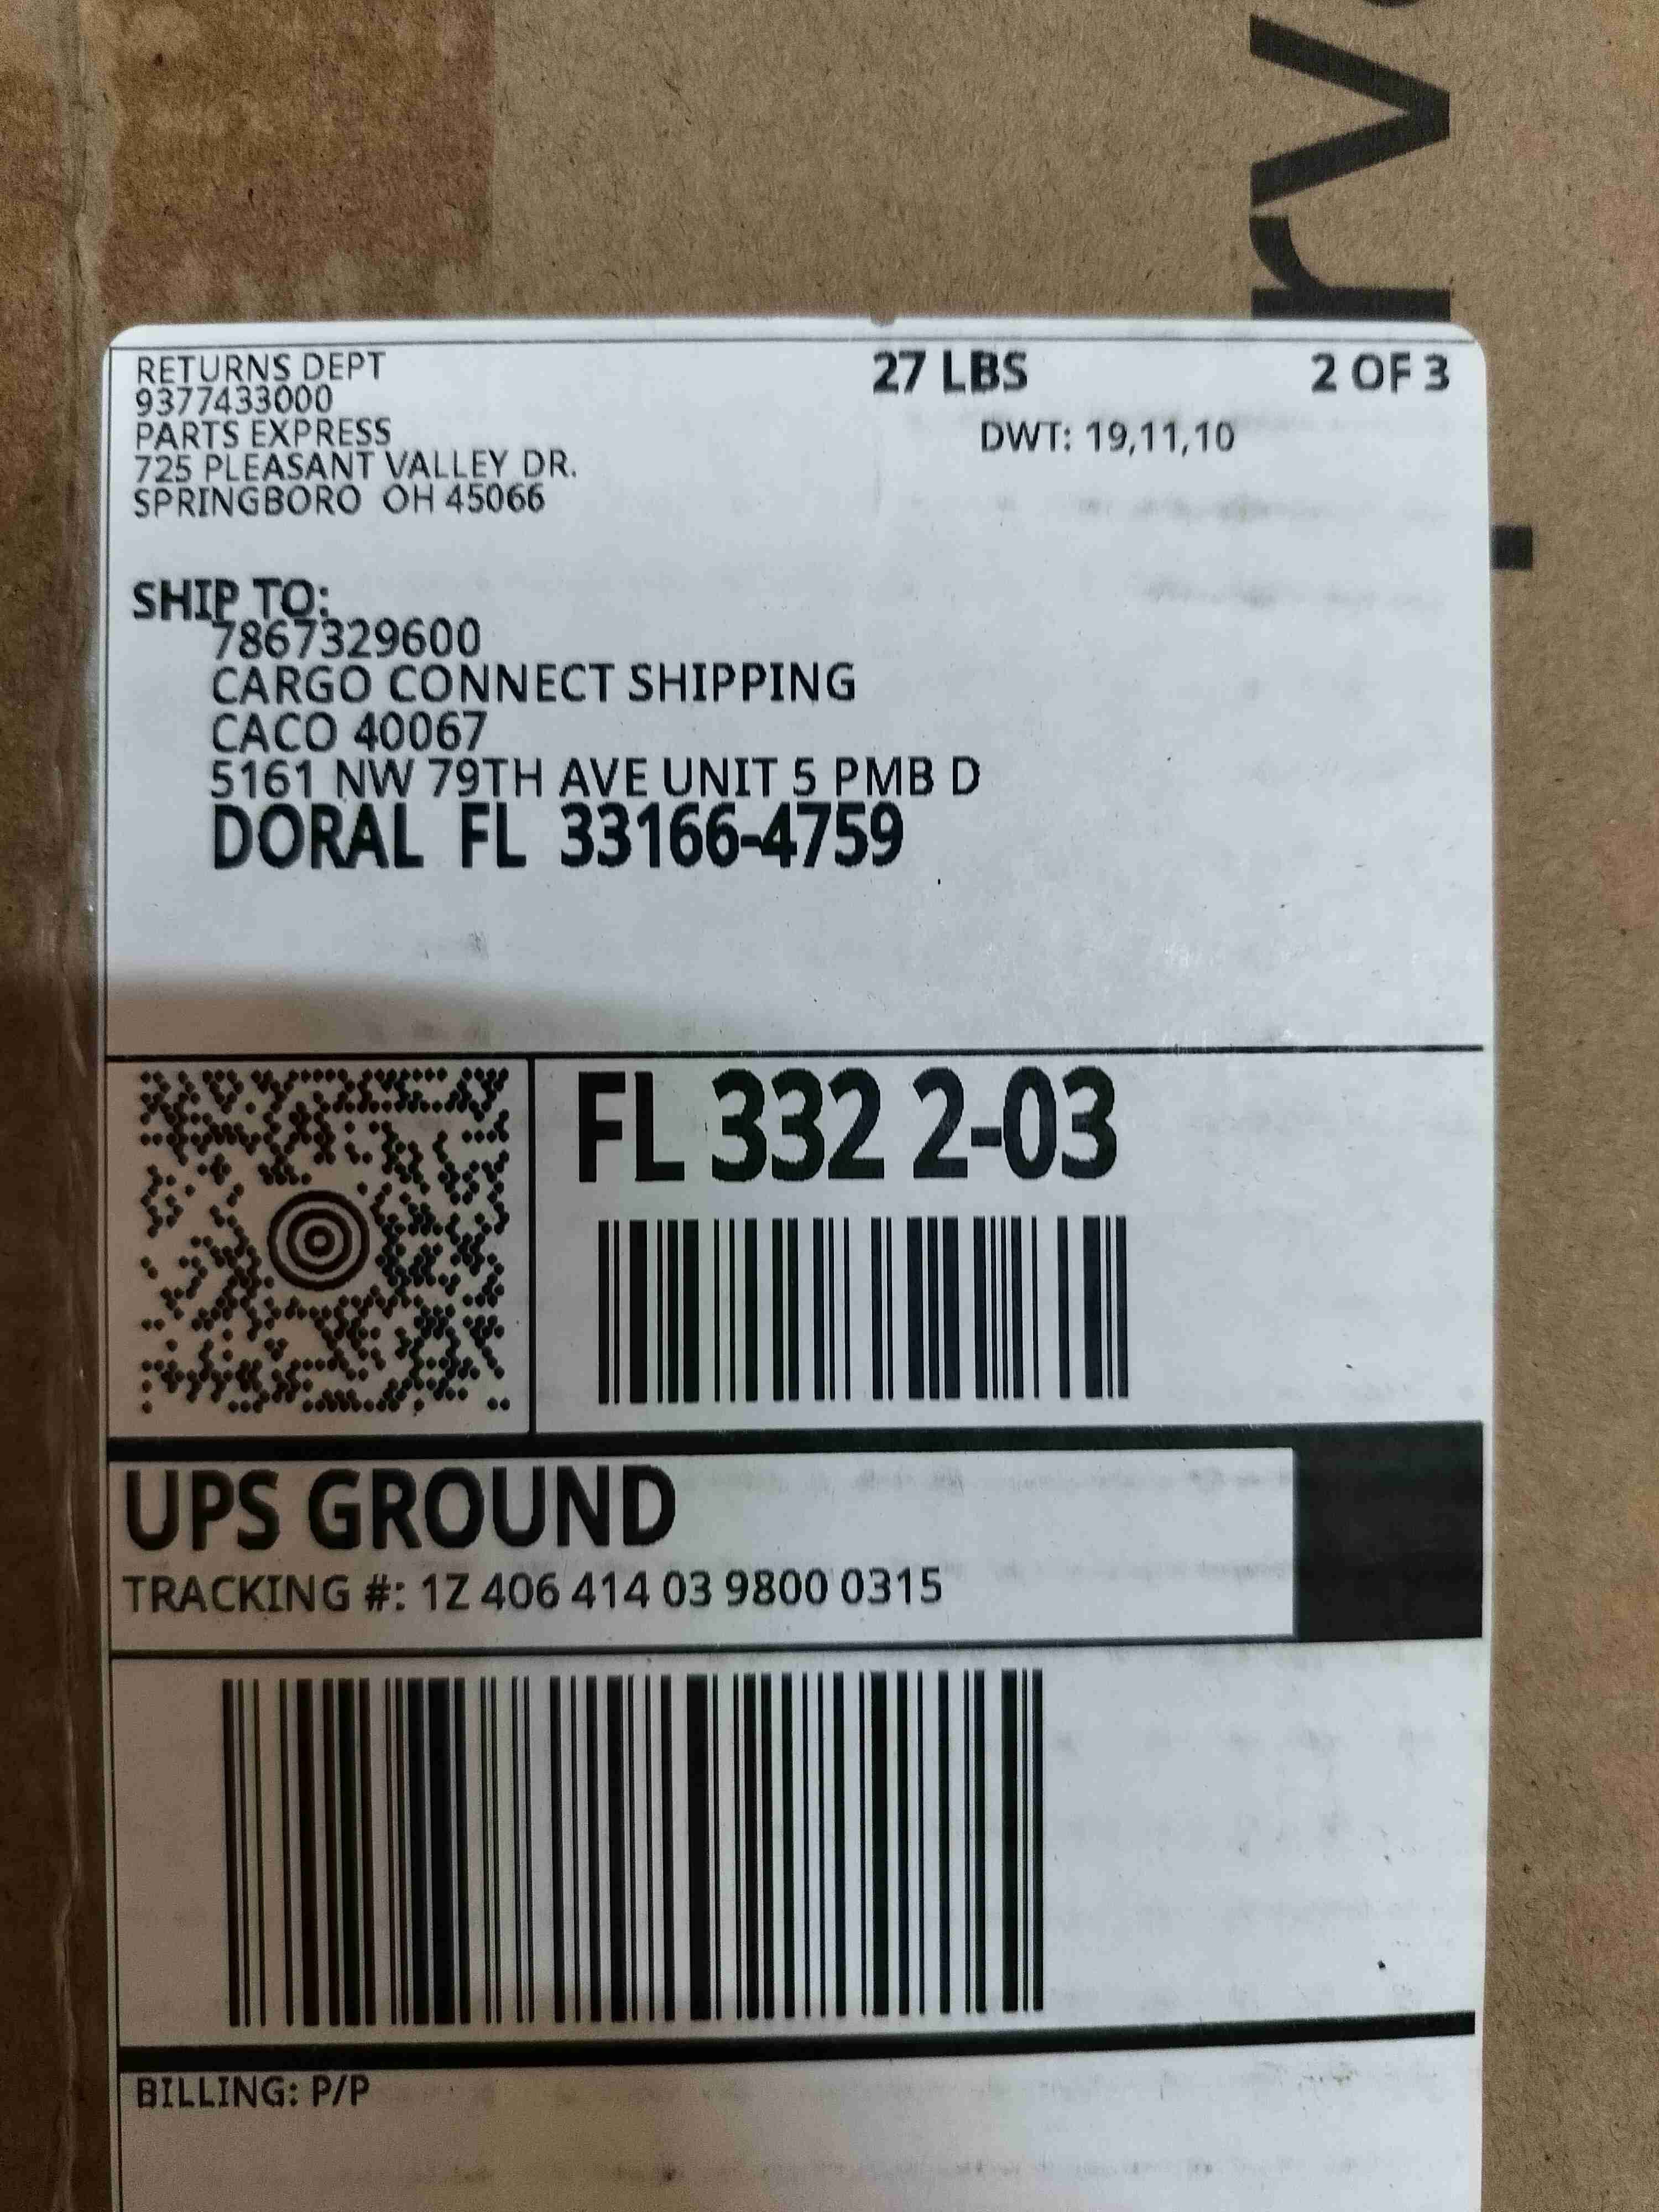 RETURNS DEPT
9377433000
PARTS EXPRESS
725 PLEASANT VALLEY DR.
SPRINGBORO OH 45066
27 LBS
2 OF 3
DWT: 19,11,10
SHIP TO:
7867329600
CARGO CONNECT SHIPPING
CACO 40067
5161 NW 79TH AVE UNIT 5 PMB D
DORAL FL 33166-4759
FL 332 2-03
UPS GROUND
TRACKING #: 1Z 406 414 03 9800 0315
BILLING: P/P